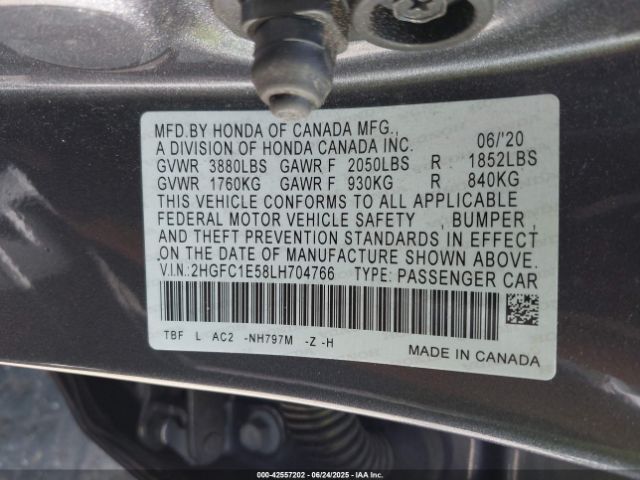 MFD.BY HONDA OF CANADA MFG.,
A DIVISION OF HONDA CANADA INC. 06/'20
GVWR 3880LBS GAWR F 2050LBS R 1852LBS
GVWR 1760KG GAWR F 930KG R 840KG
THIS VEHICLE CONFORMS TO ALL APPLICABLE
FEDERAL MOTOR VEHICLE SAFETY , BUMPER ,
AND THEFT PREVENTION STANDARDS IN EFFECT
ON THE DATE OF MANUFACTURE SHOWN ABOVE.
V.I.N.:2HGFC1E58LH704766 TYPE: PASSENGER CAR
TBF L AC2 -NH797M -Z -H
MADE IN CANADA
000-42557202 - 06/24/2025 - IAA Inc.